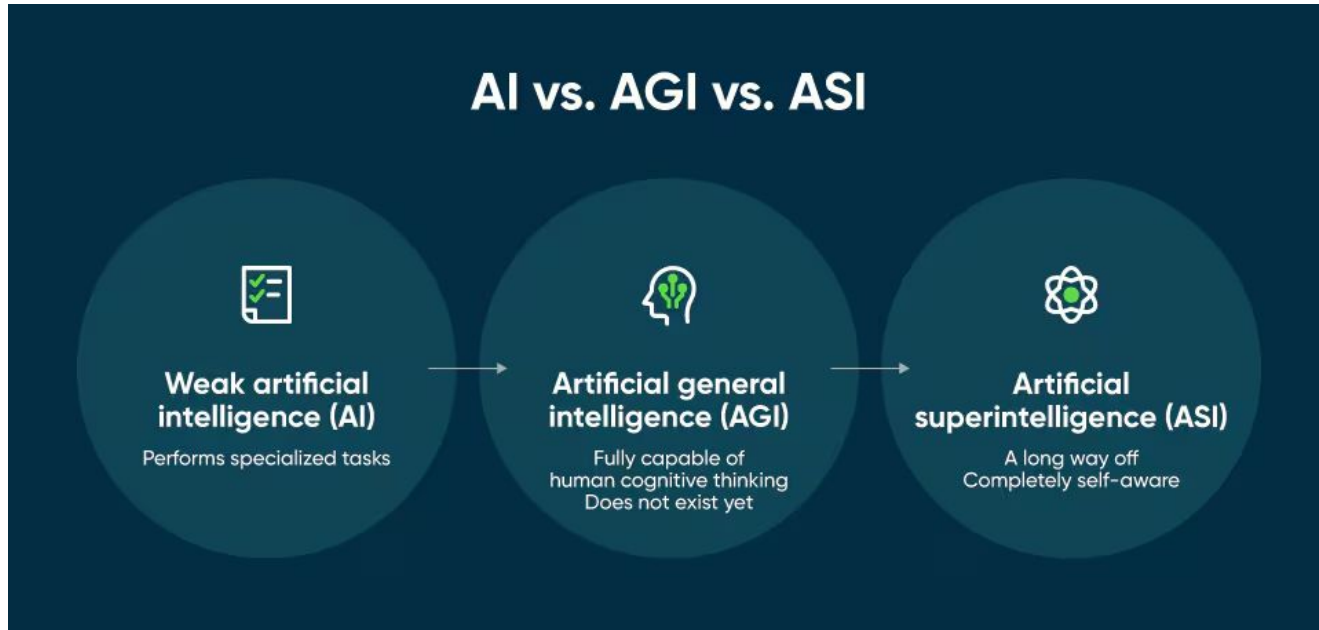 AI vs. AGI vs. ASI
Weak artificial
intelligence (AI)
Performs specialized tasks
Artificial general
intelligence (AGI)
Fully capable of
human cognitive thinking
Does not exist yet
Artificial
superintelligence (ASI)
A long way off
Completely self-aware